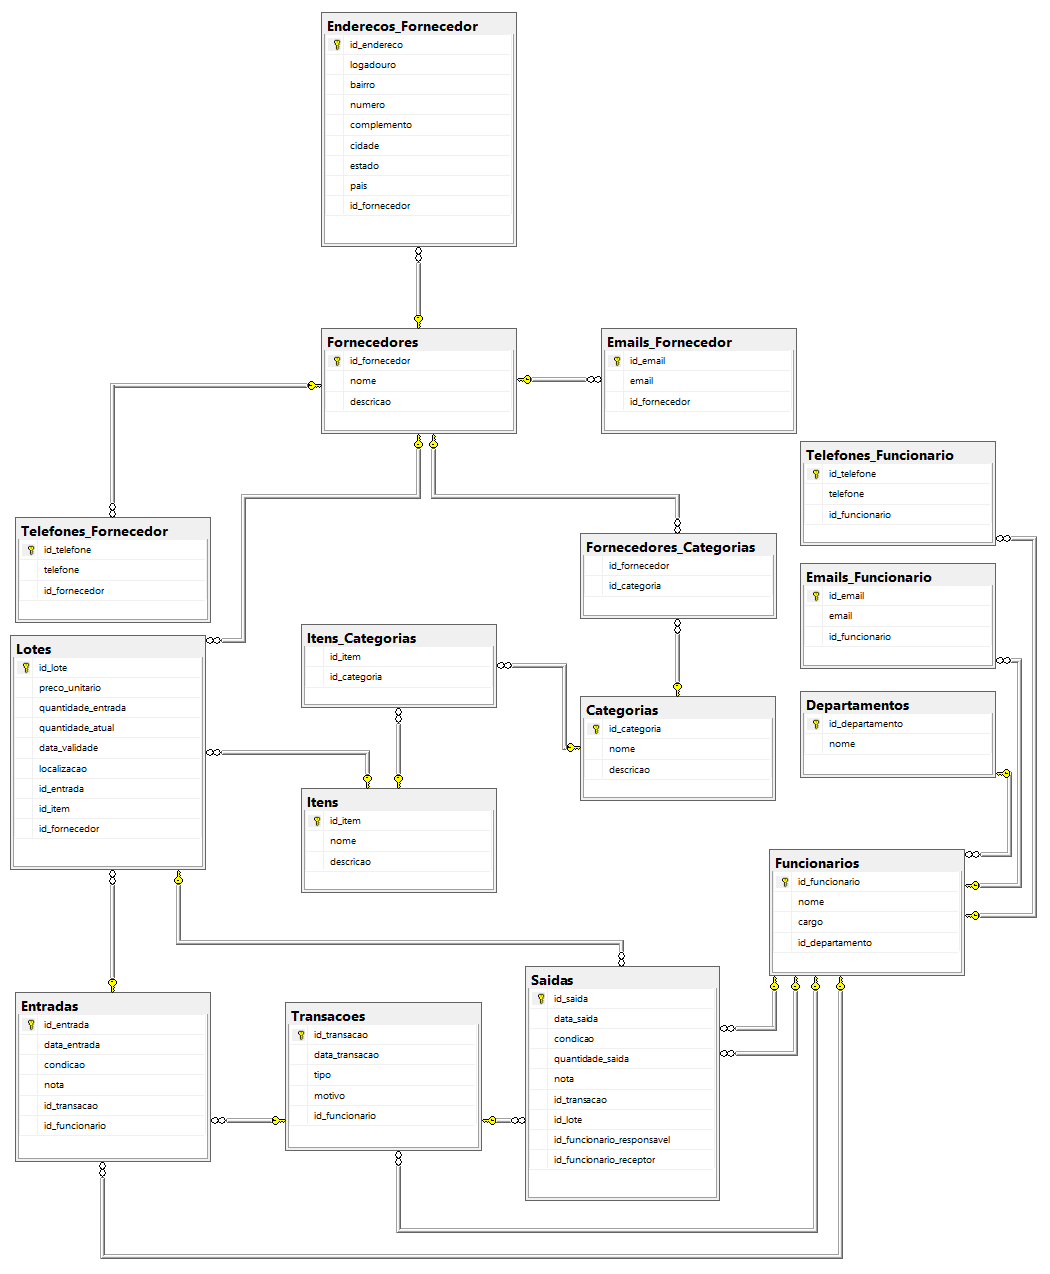 Enderecos_Fornecedor
id_endereco
logadouro
bairro
numero
complemento
cidade
estado
pais
id_fornecedor
Fornecedores
id_fornecedor
nome
descricao
Emails_Fornecedor
id_email
email
id_fornecedor
Telefones_Funcionario
id_telefone
telefone
id_funcionario
Telefones_Fornecedor
id_telefone
telefone
id_fornecedor
Fornecedores_Categorias
id_fornecedor
id_categoria
Emails_Funcionario
id_email
email
id_funcionario
Lotes
id_lote
preco_unitario
quantidade_entrada
quantidade_atual
data_validade
localizacao
id_entrada
id_item
id_fornecedor
Itens_Categorias
id_item
id_categoria
Categorias
id_categoria
nome
descricao
Departamentos
id_departamento
nome
Itens
id_item
nome
descricao
Funcionarios
id_funcionario
nome
cargo
id_departamento
Entradas
id_entrada
data_entrada
condicao
nota
id_transacao
id_funcionario
Transacoes
id_transacao
data_transacao
tipo
motivo
id_funcionario
Saidas
id_saida
data_saida
condicao
quantidade_saida
nota
id_transacao
id_lote
id_funcionario_responsavel
id_funcionario_receptor